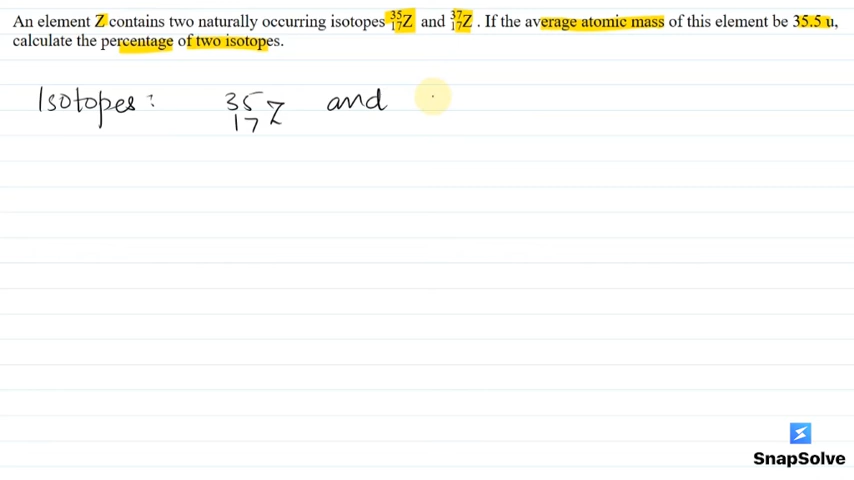 An element Z contains two naturally occurring isotopes ³⁵₁₇Z and ³⁷₁₇Z . If the average atomic mass of this element be 35.5 u,
calculate the percentage of two isotopes.
Isotopes : ³⁵₁₇Z and
SnapSolve